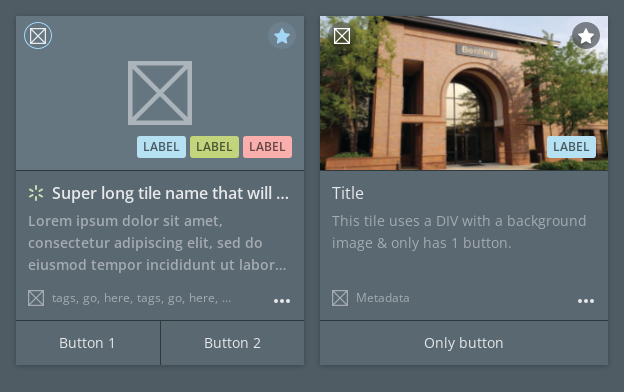 LABEL LABEL LABEL
Super long tile name that will ...
Lorem ipsum dolor sit amet,
consectetur adipiscing elit, sed do
eiusmod tempor incididunt ut labor...
tags, go, here, tags, go, here, ...
Button 1 Button 2
Bentley
LABEL
Title
This tile uses a DIV with a background
image & only has 1 button.
Metadata
Only button